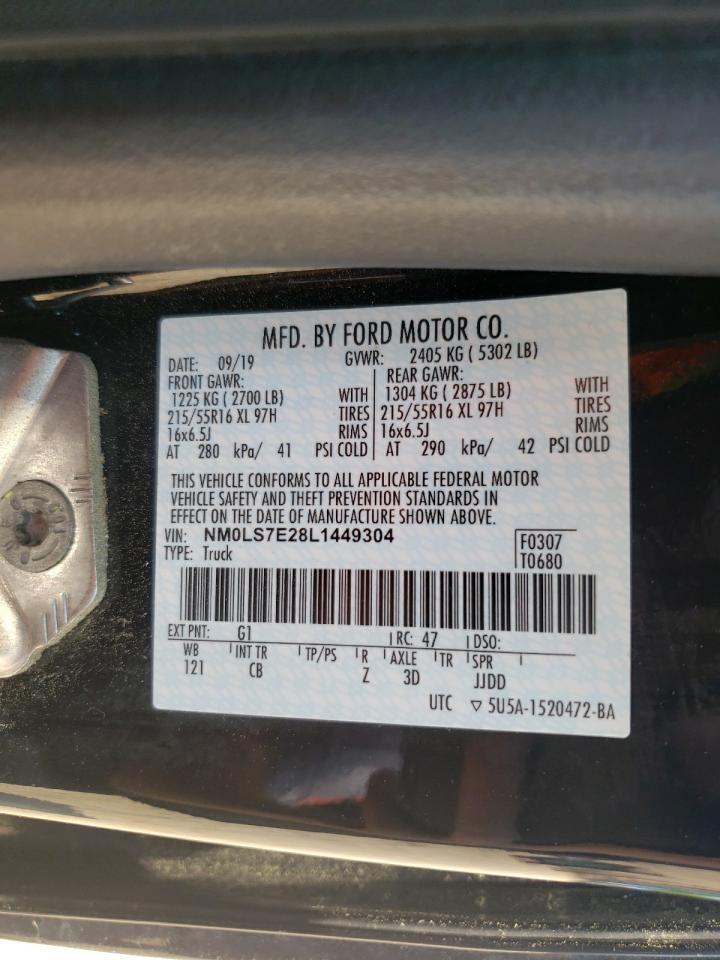 MFD. BY FORD MOTOR CO.
DATE: 09/19 GVWR: 2405 KG ( 5302 LB)
FRONT GAWR: REAR GAWR:
1225 KG ( 2700 LB) WITH 1304 KG ( 2875 LB) WITH
215/55R16 XL 97H TIRES 215/55R16 XL 97H TIRES
16x6.5J RIMS 16x6.5J RIMS
AT 280 kPa/ 41 PSI COLD AT 290 kPa/ 42 PSI COLD
THIS VEHICLE CONFORMS TO ALL APPLICABLE FEDERAL MOTOR
VEHICLE SAFETY AND THEFT PREVENTION STANDARDS IN
EFFECT ON THE DATE OF MANUFACTURE SHOWN ABOVE.
VIN: NM0LS7E28L1449304 F0307
TYPE: Truck T0680
EXT PNT: G1 RC: 47 DSO:
WB INT TR TP/PS R AXLE TR SPR
121 CB Z 3D JJDD
UTC ▽ 5U5A-1520472-BA